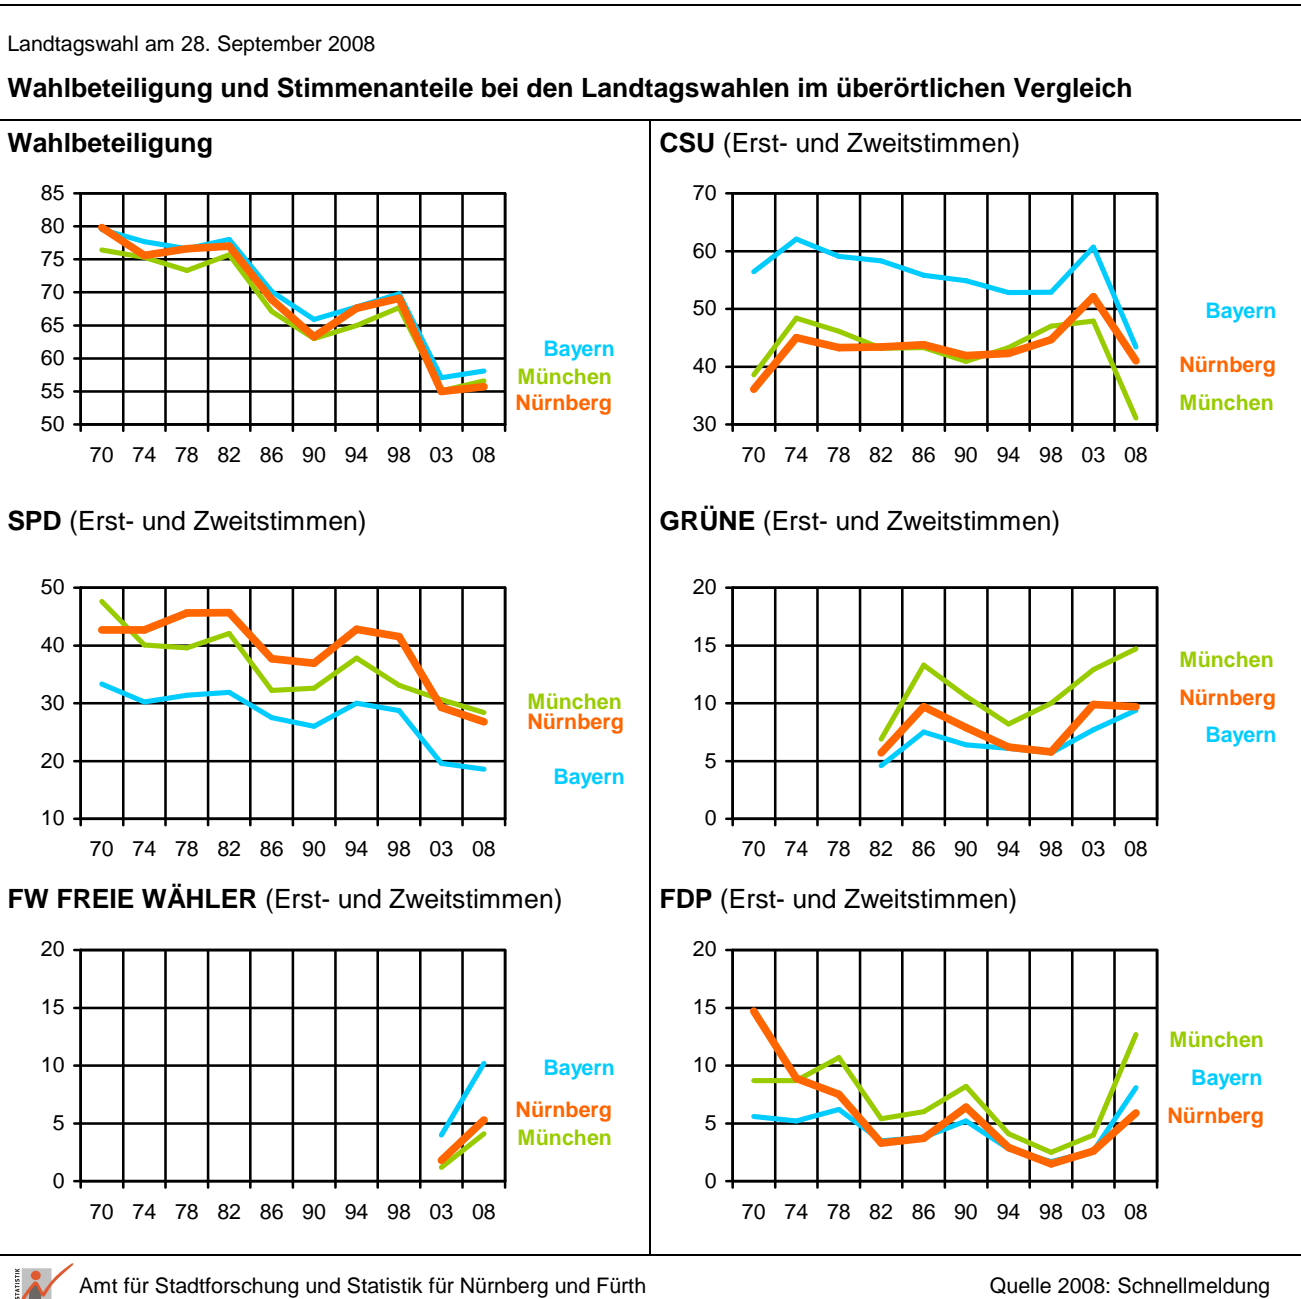 Landtagswahl am 28. September 2008
Wahlbeteiligung und Stimmenanteile bei den Landtagswahlen im überörtlichen Vergleich
Wahlbeteiligung
85
80
75
70
65
60
55
50
70 74 78 82 86 90 94 98 03 08
Bayern
München
Nürnberg
CSU (Erst- und Zweitstimmen)
70
60
50
40
30
70 74 78 82 86 90 94 98 03 08
Bayern
Nürnberg
München
SPD (Erst- und Zweitstimmen)
50
40
30
20
10
70 74 78 82 86 90 94 98 03 08
München
Nürnberg
Bayern
GRÜNE (Erst- und Zweitstimmen)
20
15
10
5
0
70 74 78 82 86 90 94 98 03 08
München
Nürnberg
Bayern
FW FREIE WÄHLER (Erst- und Zweitstimmen)
20
15
10
5
0
70 74 78 82 86 90 94 98 03 08
Bayern
Nürnberg
München
FDP (Erst- und Zweitstimmen)
20
15
10
5
0
70 74 78 82 86 90 94 98 03 08
München
Bayern
Nürnberg
STATISTIK
Amt für Stadtforschung und Statistik für Nürnberg und Fürth
Quelle 2008: Schnellmeldung